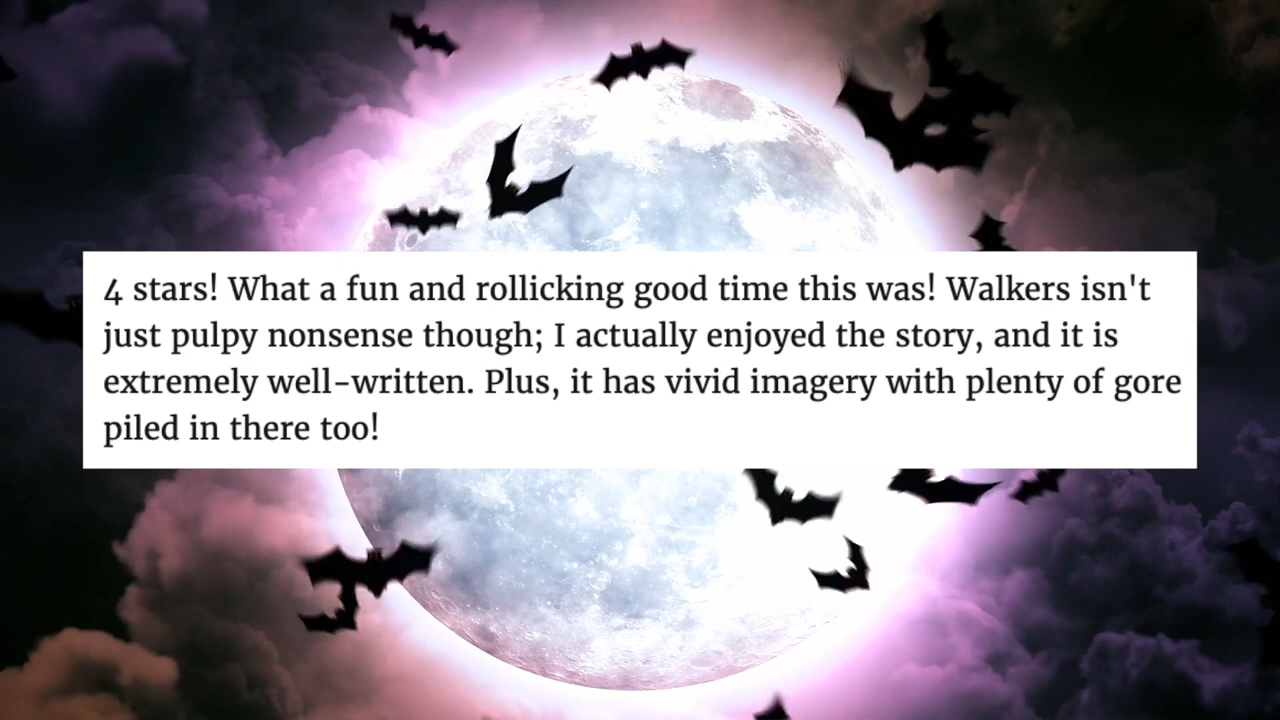 4 stars! What a fun and rollicking good time this was! Walkers isn't
just pulpy nonsense though; I actually enjoyed the story, and it is
extremely well-written. Plus, it has vivid imagery with plenty of gore
piled in there too!